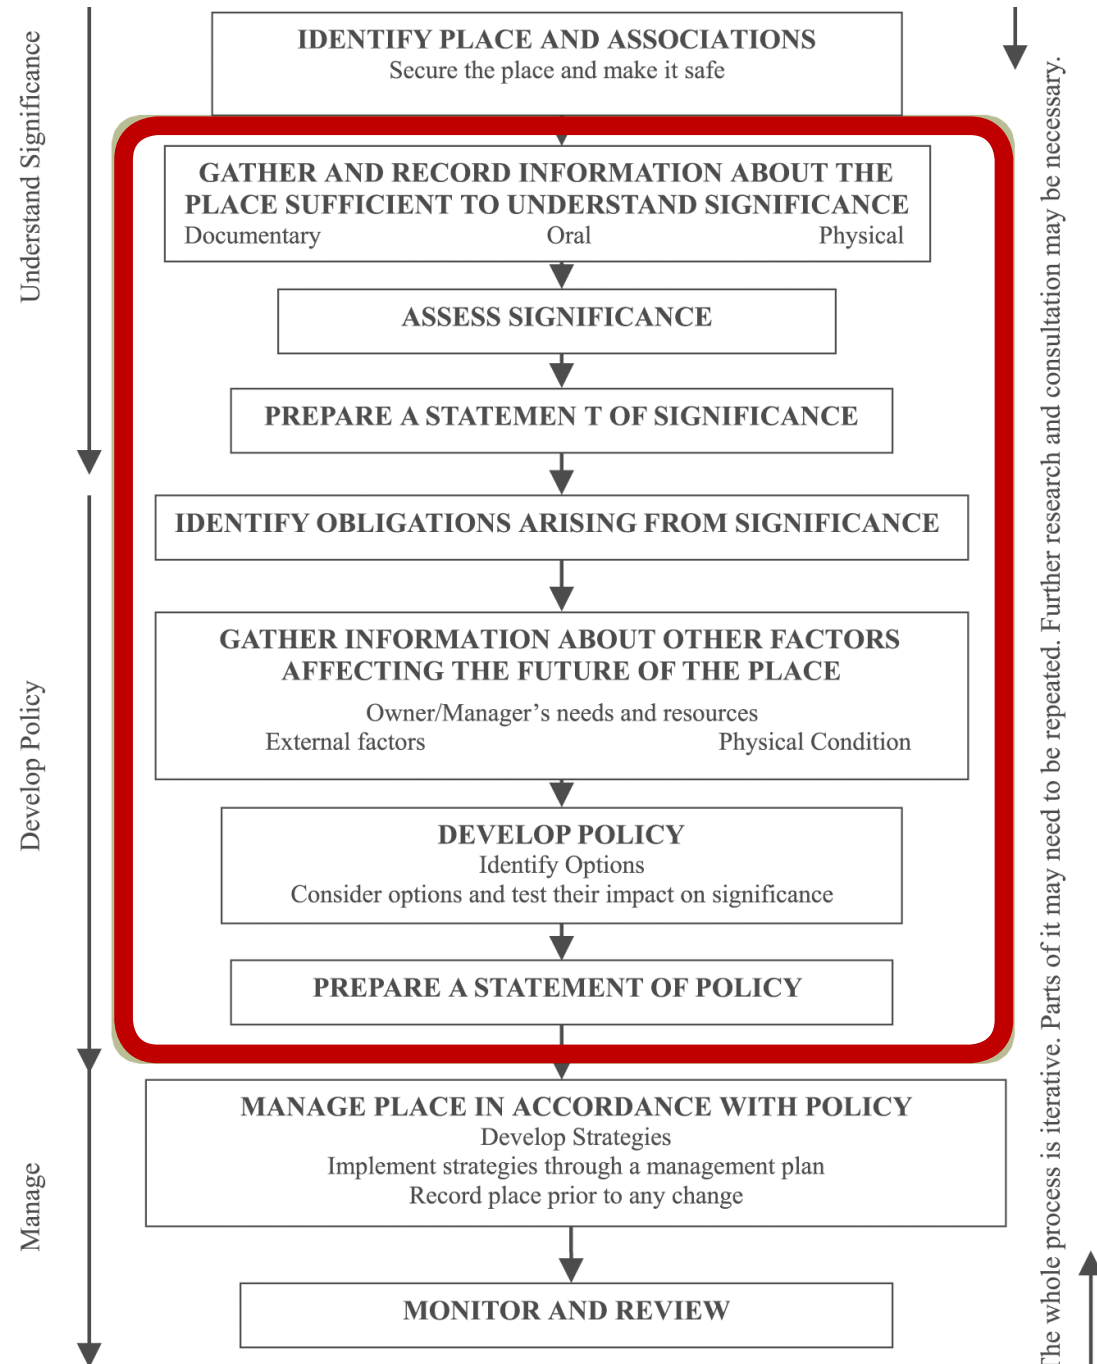 IDENTIFY PLACE AND ASSOCIATIONS
Secure the place and make it safe
GATHER AND RECORD INFORMATION ABOUT THE
PLACE SUFFICIENT TO UNDERSTAND SIGNIFICANCE
Documentary Oral Physical
ASSESS SIGNIFICANCE
PREPARE A STATEMEN T OF SIGNIFICANCE
IDENTIFY OBLIGATIONS ARISING FROM SIGNIFICANCE
GATHER INFORMATION ABOUT OTHER FACTORS
AFFECTING THE FUTURE OF THE PLACE
Owner/Manager’s needs and resources
External factors Physical Condition
DEVELOP POLICY
Identify Options
Consider options and test their impact on significance
PREPARE A STATEMENT OF POLICY
MANAGE PLACE IN ACCORDANCE WITH POLICY
Develop Strategies
Implement strategies through a management plan
Record place prior to any change
MONITOR AND REVIEW
Understand Significance
Develop Policy
Manage
The whole process is iterative. Parts of it may need to be repeated. Further research and consultation may be necessary.